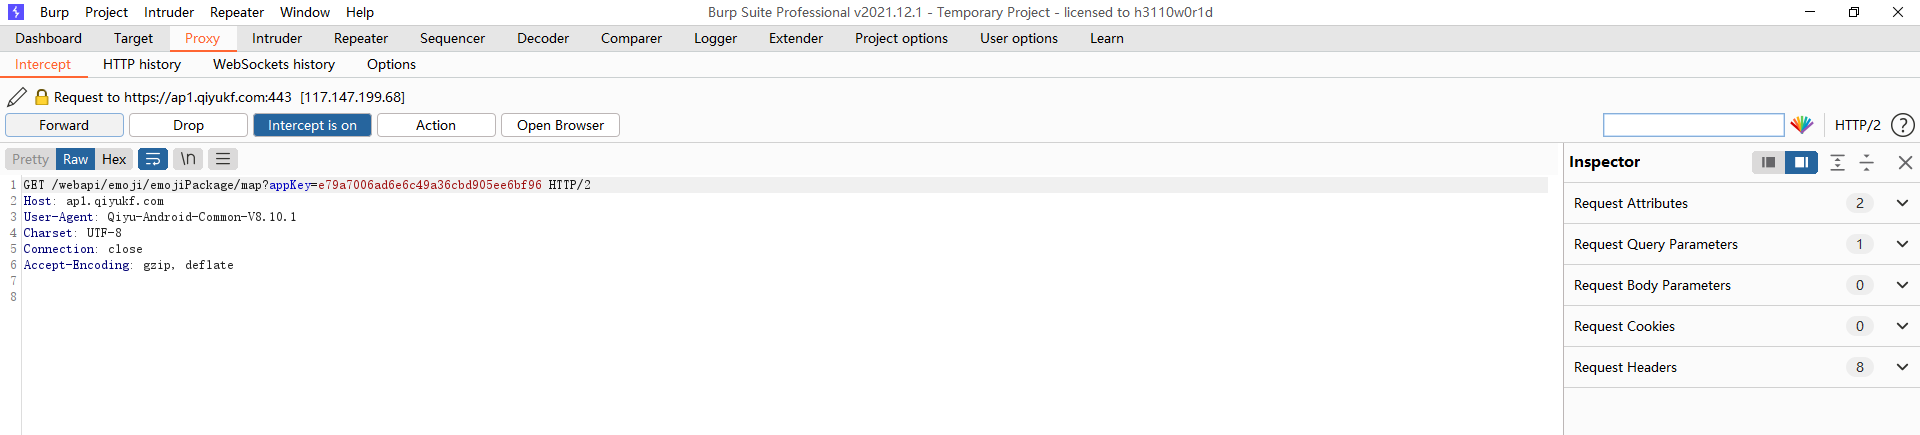 Burp Project Intruder Repeater Window Help Burp Suite Professional v2021.12.1 - Temporary Project - licensed to h3110w0r1d
Dashboard Target Proxy Intruder Repeater Sequencer Decoder Comparer Logger Extender Project options User options Learn
Intercept HTTP history WebSockets history Options
Request to https://ap1.qiyukf.com:443 [117.147.199.68]
Forward Drop Intercept is on Action Open Browser HTTP/2 ?
Pretty Raw Hex \n
Inspector
1 GET /webapi/emoji/emojiPackage/map?appKey=e79a7006ad6e6c49a36cbd905ee6bf96 HTTP/2
2 Host: ap1.qiyukf.com
3 User-Agent: Qiyu-Android-Common-V8.10.1
4 Charset: UTF-8
5 Connection: close
6 Accept-Encoding: gzip, deflate
7
8
Request Attributes 2
Request Query Parameters 1
Request Body Parameters 0
Request Cookies 0
Request Headers 8